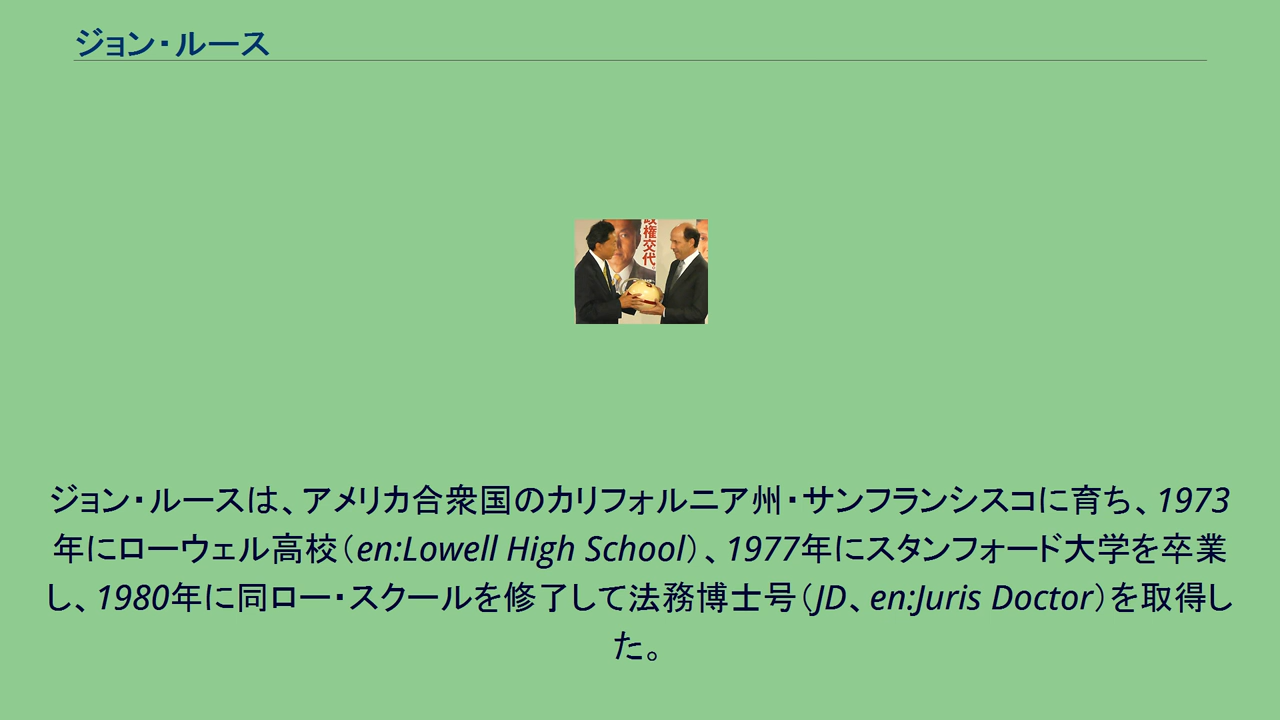 ジョン・ルース
政権交代。
ジョン・ルースは、アメリカ合衆国のカリフォルニア州・サンフランシスコに育ち、1973
年にローウェル高校（en:Lowell High School）、1977年にスタンフォード大学を卒業
し、1980年に同ロー・スクールを修了して法務博士号（JD、en:Juris Doctor）を取得し
た。